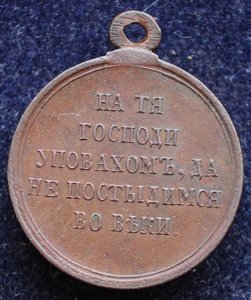 НА ТЯ
ГОСПОДИ
УПОВАХОМЪ, ДА
НЕ ПОСТЫДИМСЯ
ВО ВѢКИ